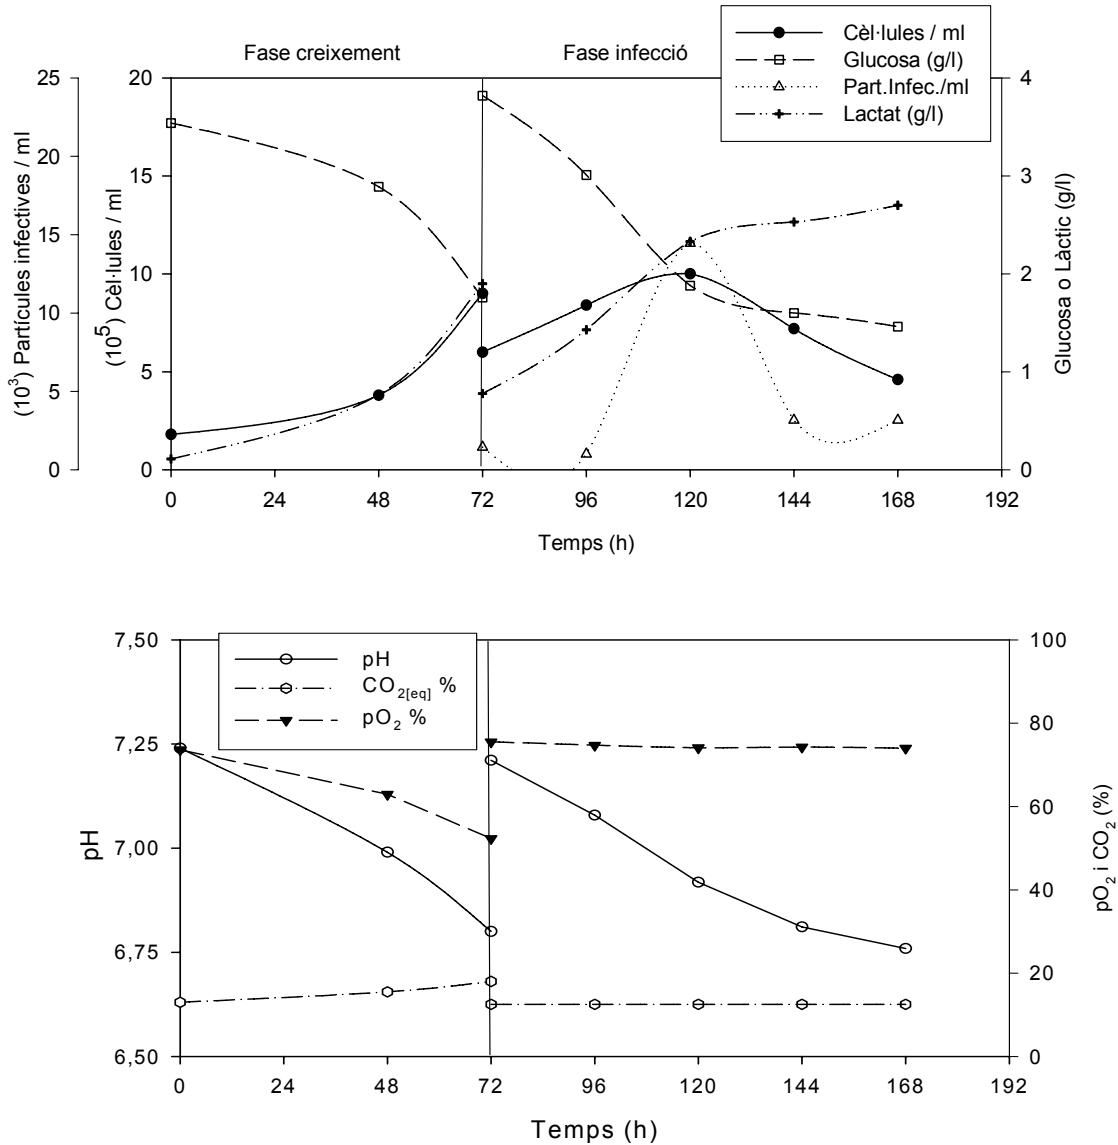 Fase creixement
Fase infecció
Cèl·lules / ml
Glucosa (g/l)
Part.Infec./ml
Lactat (g/l)
(10³) Partícules infectives / ml
25
20
15
10
5
0
(10⁵) Cèl·lules / ml
20
15
10
5
0
Glucosa o Làctic (g/l)
4
3
2
1
0
0 24 48 72 96 120 144 168 192
Temps (h)
pH
CO₂[eq] %
pO₂ %
pH
7,50
7,25
7,00
6,75
6,50
pO₂ i CO₂ (%)
100
80
60
40
20
0
0 24 48 72 96 120 144 168 192
Temps (h)